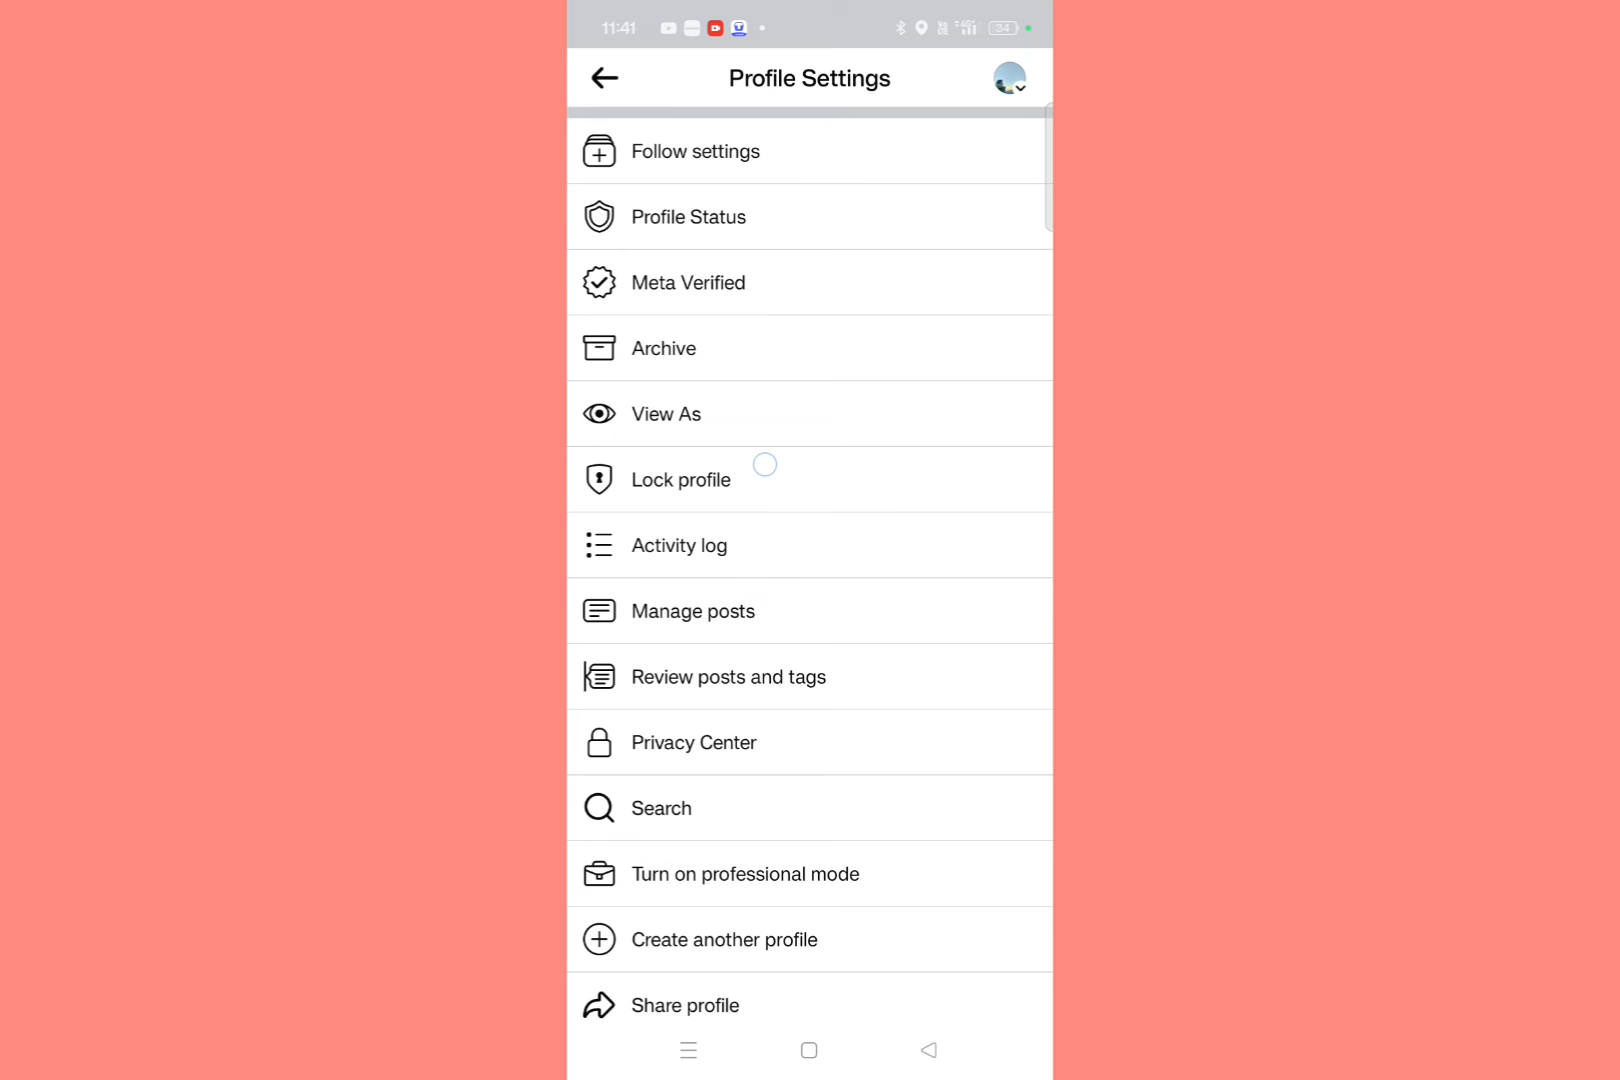 11:41
34
Profile Settings
Follow settings
Profile Status
Meta Verified
Archive
View As
Lock profile
Activity log
Manage posts
Review posts and tags
Privacy Center
Search
Turn on professional mode
Create another profile
Share profile